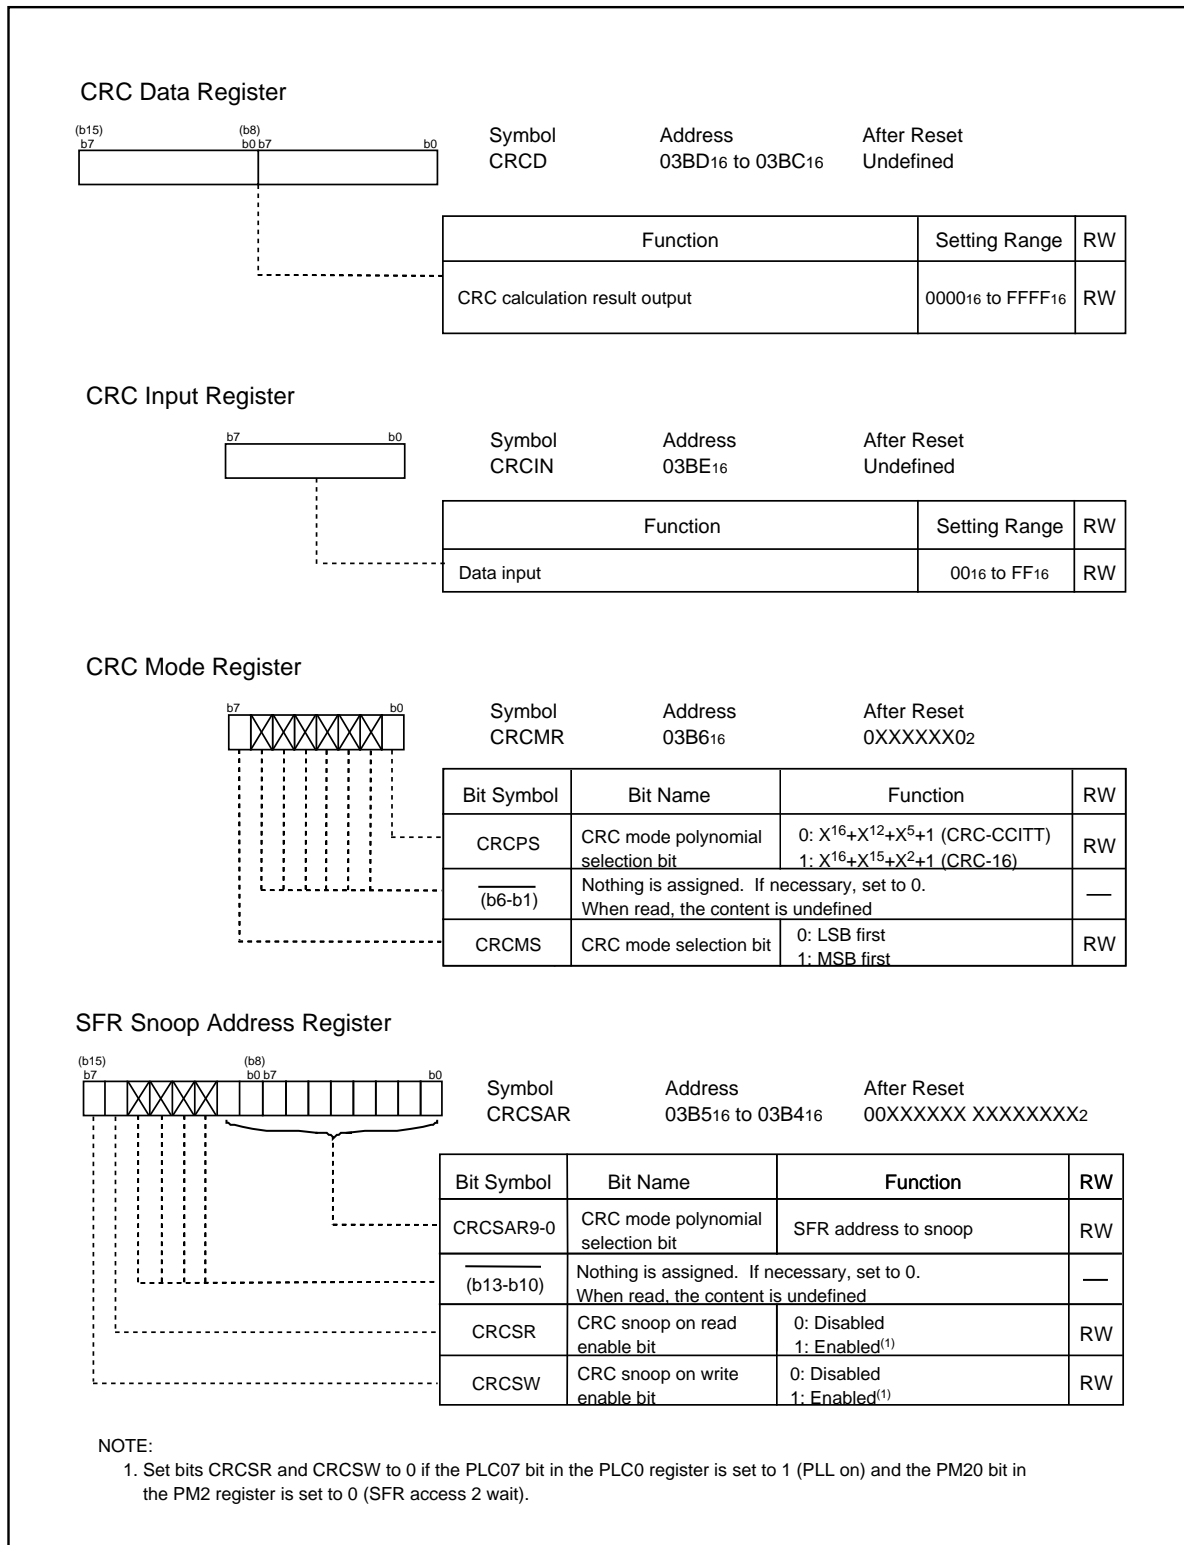 CRC Data Register
(b15) (b8)
b7 b0 b7 b0
Symbol Address After Reset
CRCD 03BD16 to 03BC16 Undefined
Function Setting Range RW
CRC calculation result output 000016 to FFFF16 RW
CRC Input Register
b7 b0
Symbol Address After Reset
CRCIN 03BE16 Undefined
Function Setting Range RW
Data input 0016 to FF16 RW
CRC Mode Register
b7 b0
Symbol Address After Reset
CRCMR 03B616 0XXXXXX02
Bit Symbol Bit Name Function RW
CRCPS CRC mode polynomial selection bit 0: X16+X12+X5+1 (CRC-CCITT) RW
1: X16+X15+X2+1 (CRC-16)
(b6-b1) Nothing is assigned. If necessary, set to 0. —
When read, the content is undefined
CRCMS CRC mode selection bit 0: LSB first RW
1: MSB first
SFR Snoop Address Register
(b15) (b8)
b7 b0 b7 b0
Symbol Address After Reset
CRCSAR 03B516 to 03B416 00XXXXXX XXXXXXXX2
Bit Symbol Bit Name Function RW
CRCSAR9-0 CRC mode polynomial selection bit SFR address to snoop RW
(b13-b10) Nothing is assigned. If necessary, set to 0. —
When read, the content is undefined
CRCSR CRC snoop on read enable bit 0: Disabled RW
1: Enabled(1)
CRCSW CRC snoop on write enable bit 0: Disabled RW
1: Enabled(1)
NOTE:
1. Set bits CRCSR and CRCSW to 0 if the PLC07 bit in the PLC0 register is set to 1 (PLL on) and the PM20 bit in
the PM2 register is set to 0 (SFR access 2 wait).